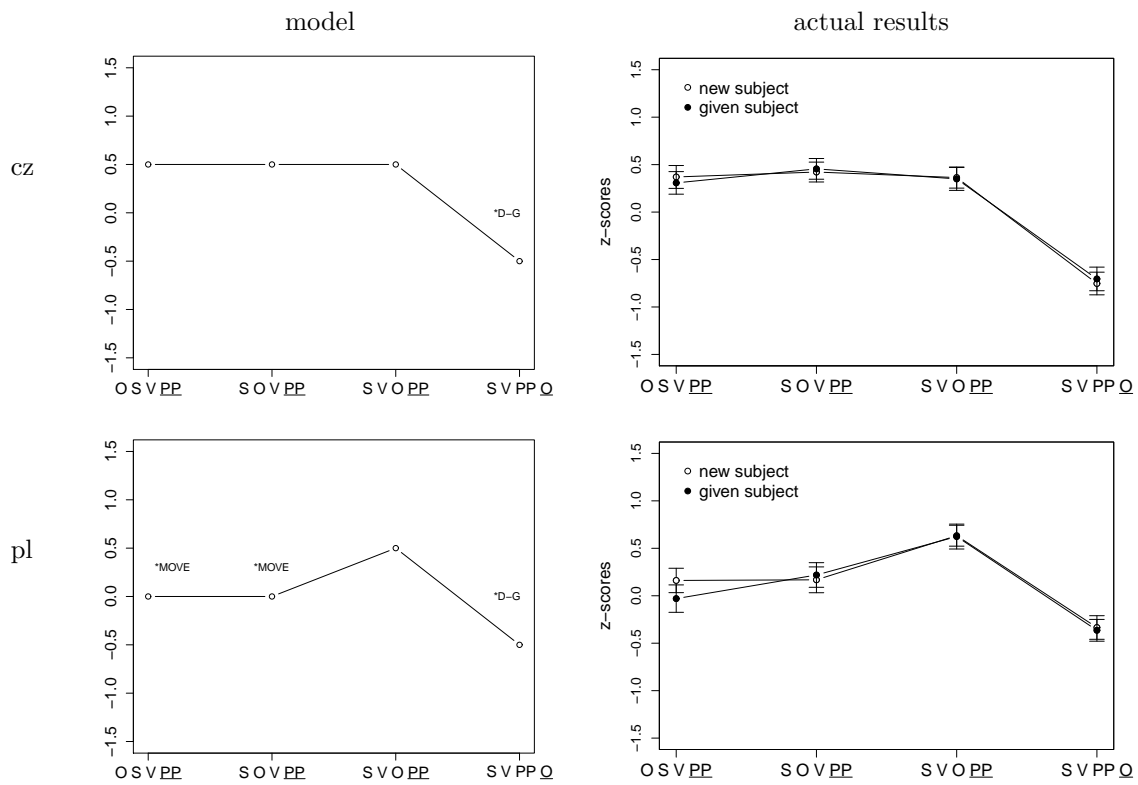 model
cz
1.5
1.0
0.5
0.0
−0.5
−1.0
−1.5
*D−G
O S V PP
S O V PP
S V O PP
S V PP O
actual results
z−scores
1.5
1.0
0.5
0.0
−0.5
−1.0
−1.5
new subject
given subject
O S V PP
S O V PP
S V O PP
S V PP O
pl
1.5
1.0
0.5
0.0
−0.5
−1.0
−1.5
*MOVE
*MOVE
*D−G
O S V PP
S O V PP
S V O PP
S V PP O
z−scores
1.5
1.0
0.5
0.0
−0.5
−1.0
−1.5
new subject
given subject
O S V PP
S O V PP
S V O PP
S V PP O